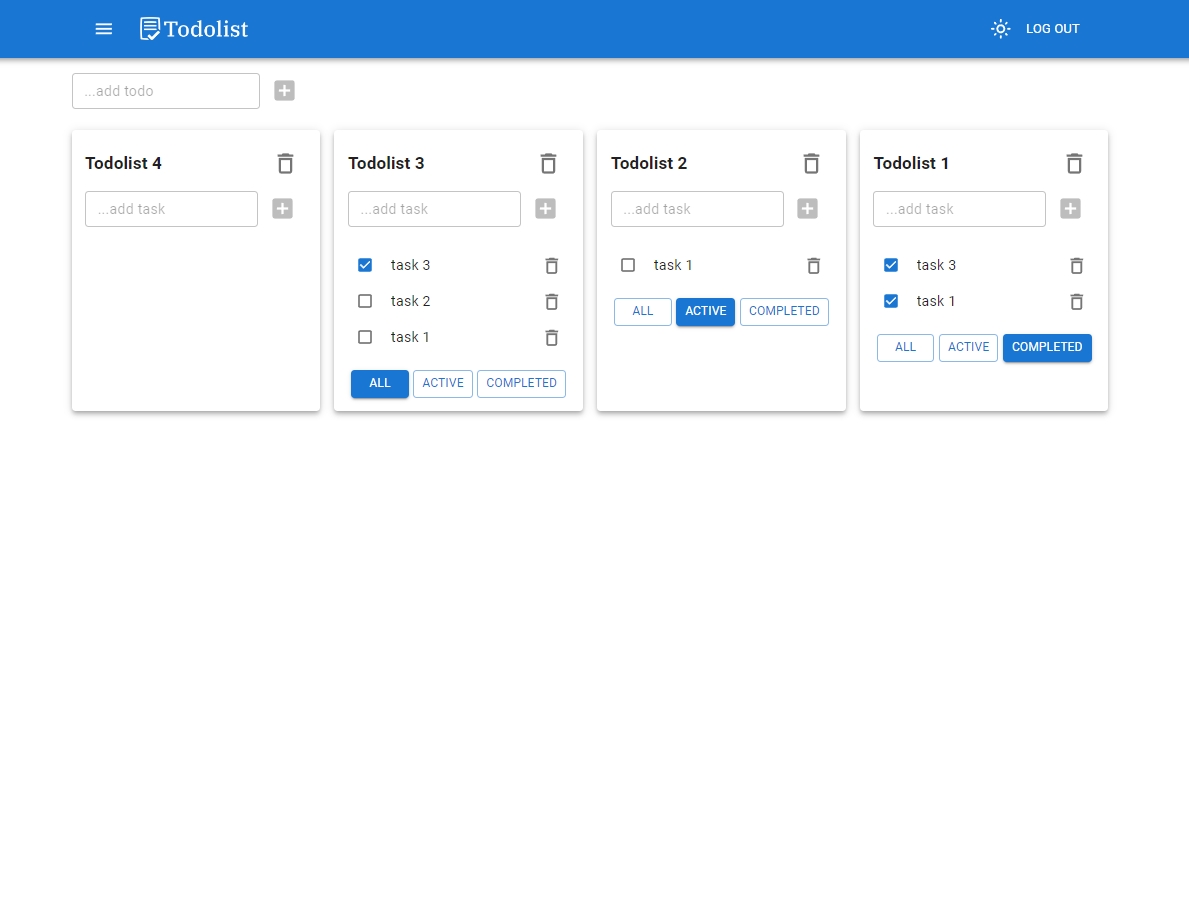 Todolist
LOG OUT
...add todo
Todolist 4
...add task
Todolist 3
...add task
task 3
task 2
task 1
ALL ACTIVE COMPLETED
Todolist 2
...add task
task 1
ALL ACTIVE COMPLETED
Todolist 1
...add task
task 3
task 1
ALL ACTIVE COMPLETED